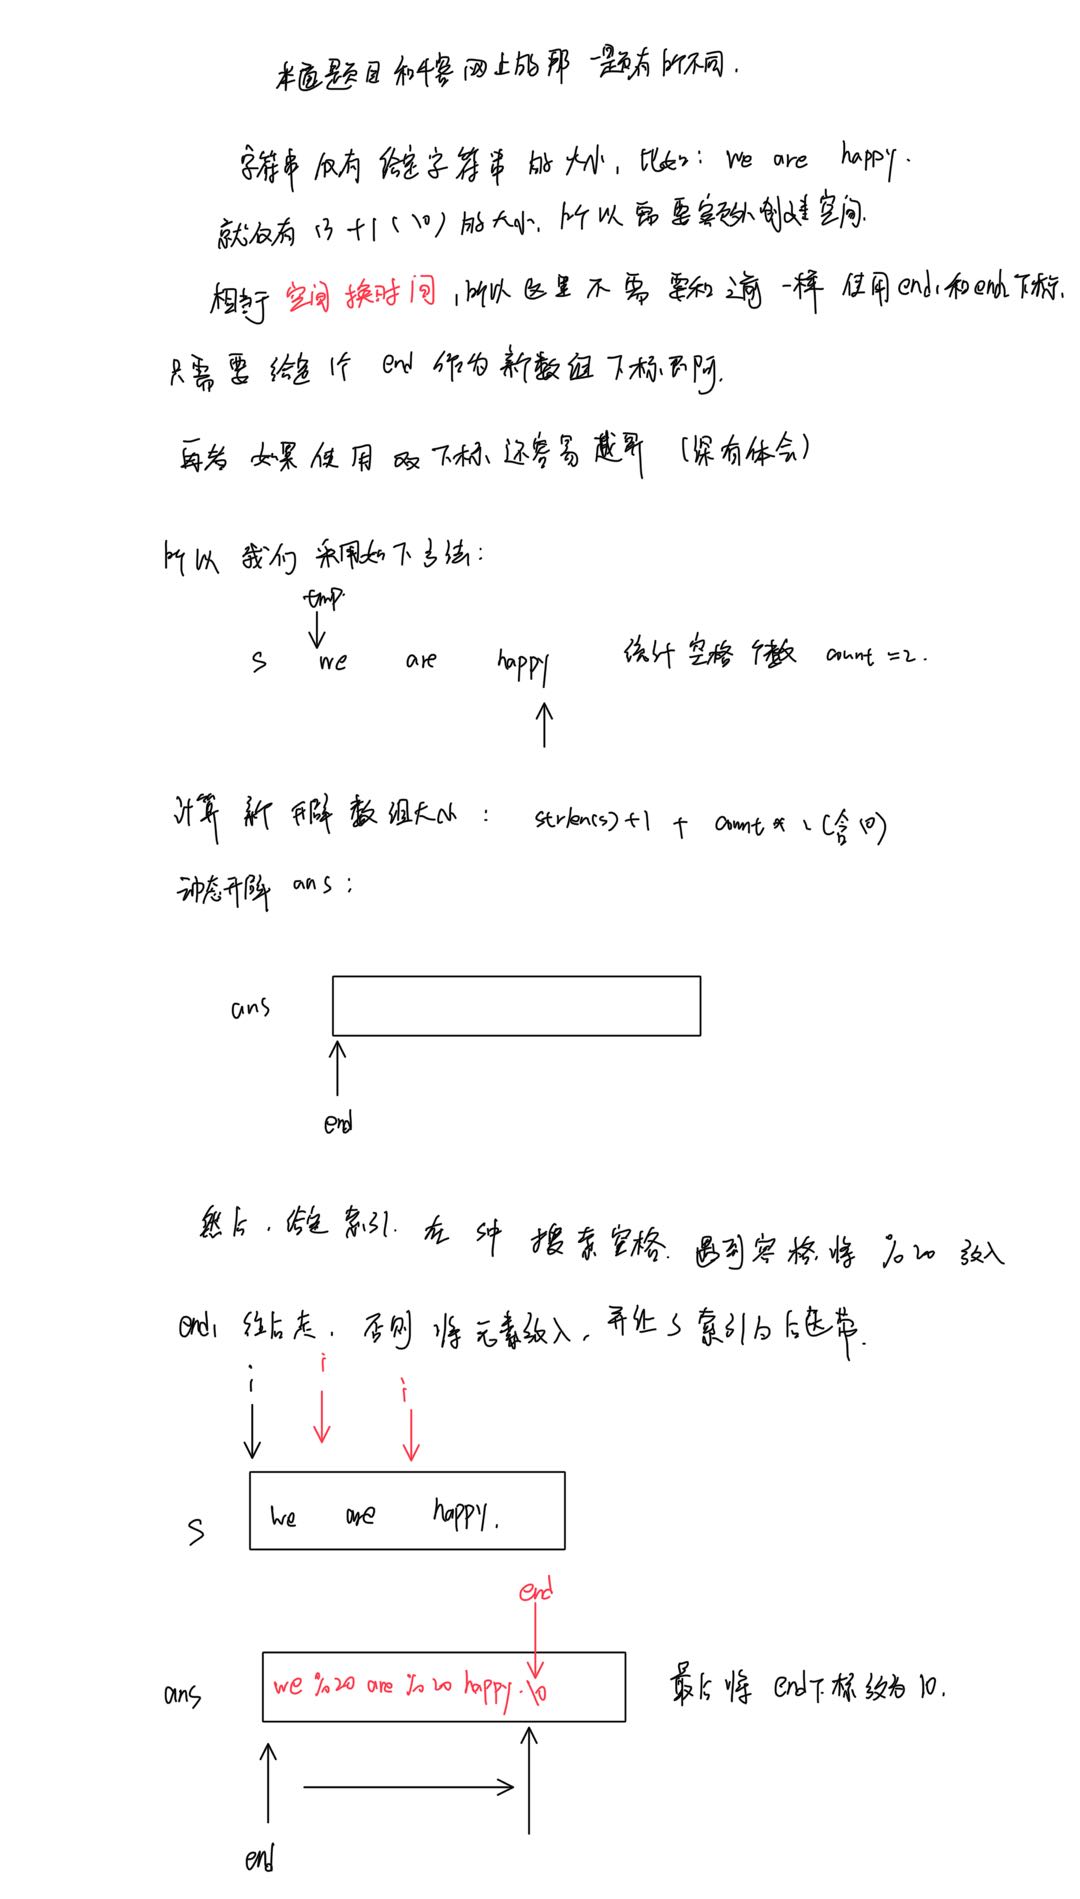 本道题目和牛客网上的那一题有所不同.
字符串仅有给定字符串的大小, 比如: we are happy.
就仅有 13+1(\0) 的大小. 所以需要额外创建空间.
相当于空间换时间, 所以这里不需要和之前一样使用end1和end2下标.
只需要给定个 end 作为新数组下标即可.
再者如果使用双下标还容易越界 (深有体会)
所以我们采用如下方法:
tmp.
s we are happy 统计空格个数 count=2.
计算新开辟数组大小: strlen(s)+1 + count * 2 (含\0)
动态开辟 ans:
ans
end
然后, 给定索引. 在 s中搜索空格. 遇到空格, 将 %20 放入
end, 往后走. 否则将元素放入, 并让 s 索引向后迭带.
i i i
s we are happy.
end
ans we %20 are %20 happy.\0 最后将 end下标放为 \0.
end